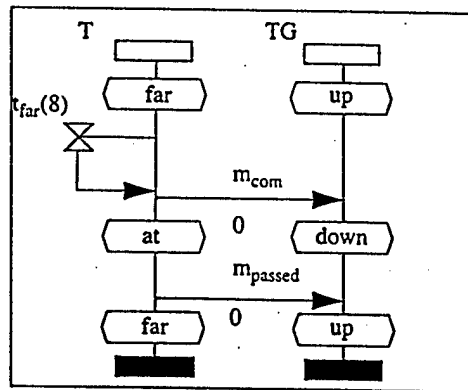 T TG
far up
t_far(8)
m_com
0
at down
m_passed
far 0 up